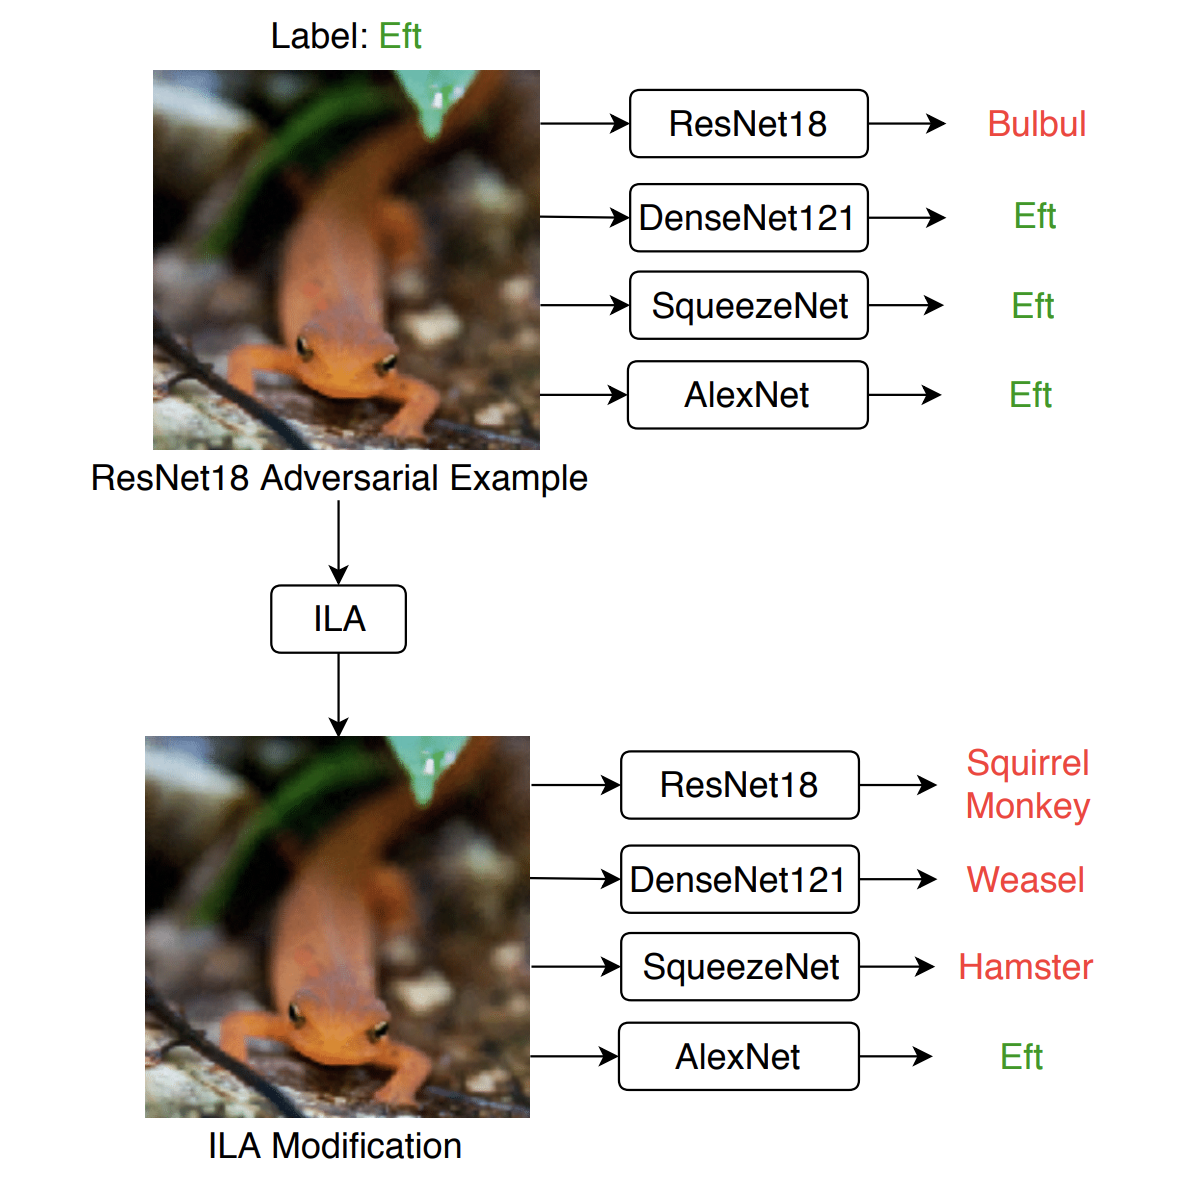 Label: Eft
ResNet18
Bulbul
DenseNet121
Eft
SqueezeNet
Eft
AlexNet
Eft
ResNet18 Adversarial Example
ILA
ResNet18
Squirrel
Monkey
DenseNet121
Weasel
SqueezeNet
Hamster
AlexNet
Eft
ILA Modification